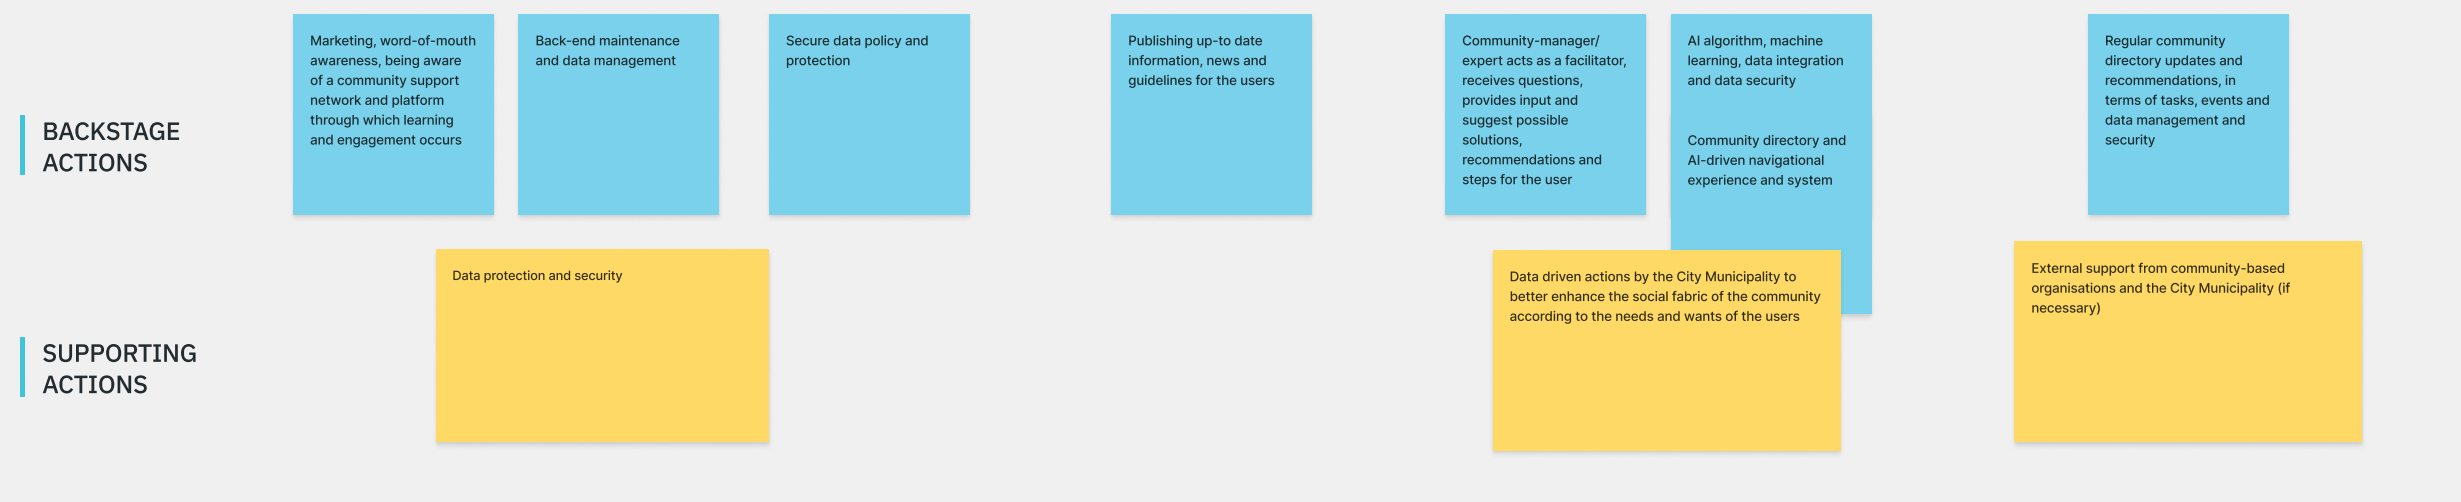 BACKSTAGE
ACTIONS
Marketing, word-of-mouth
awareness, being aware
of a community support
network and platform
through which learning
and engagement occurs
Back-end maintenance
and data management
Secure data policy and
protection
Publishing up-to date
information, news and
guidelines for the users
Community-manager/
expert acts as a facilitator,
receives questions,
provides input and
suggest possible
solutions,
recommendations and
steps for the user
AI algorithm, machine
learning, data integration
and data security
Community directory and
AI-driven navigational
experience and system
Regular community
directory updates and
recommendations, in
terms of tasks, events and
data management and
security
SUPPORTING
ACTIONS
Data protection and security
Data driven actions by the City Municipality to
better enhance the social fabric of the community
according to the needs and wants of the users
External support from community-based
organisations and the City Municipality (if
necessary)